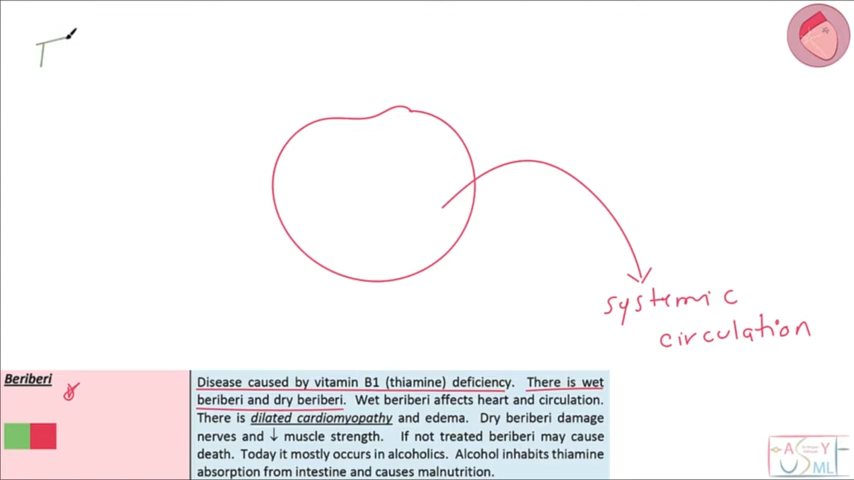 systemic
circulation
Beriberi
Disease caused by vitamin B1 (thiamine) deficiency. There is wet
beriberi and dry beriberi. Wet beriberi affects heart and circulation.
There is dilated cardiomyopathy and edema. Dry beriberi damage
nerves and ↓ muscle strength. If not treated beriberi may cause
death. Today it mostly occurs in alcoholics. Alcohol inhabits thiamine
absorption from intestine and causes malnutrition.
EASY
USMLE